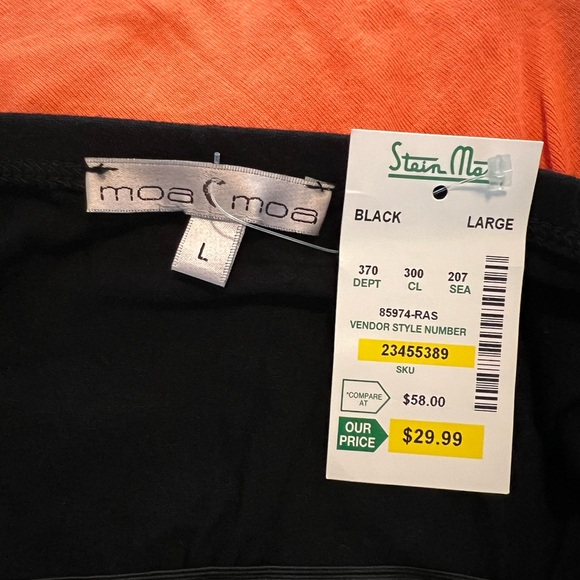 moa moa
L
Stein Ma
BLACK LARGE
370 300 207
DEPT CL SEA
85974-RAS
VENDOR STYLE NUMBER
23455389
SKU
*COMPARE
AT
$58.00
OUR
PRICE
$29.99